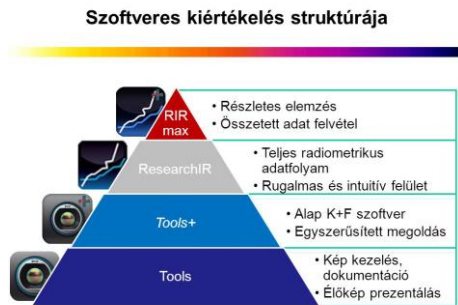 Szoftveres kiértékelés struktúrája
RIR
max
• Részletes elemzés
• Összetett adat felvétel
ResearchIR
• Teljes radiometrikus
adatfolyam
• Rugalmas és intuitív felület
Tools+
• Alap K+F szoftver
• Egyszerűsített megoldás
Tools
• Kép kezelés,
dokumentáció
• Élőkép prezentálás